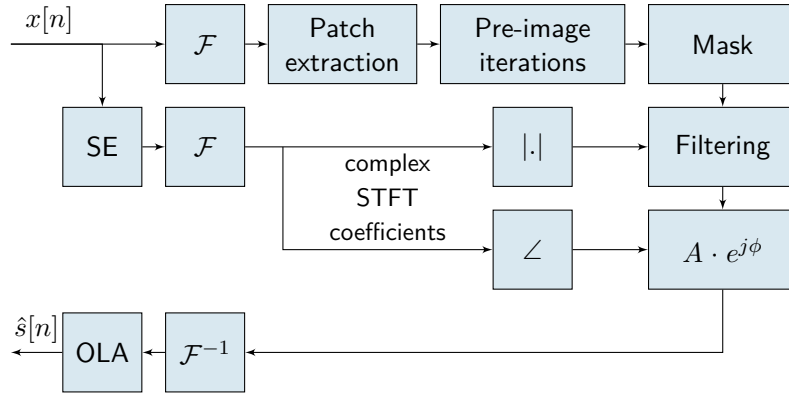 x[n]
𝓕
Patch
extraction
Pre-image
iterations
Mask
SE
𝓕
complex
STFT
coefficients
|.|
Filtering
∠
A · e^{jϕ}
ŝ[n]
OLA
𝓕⁻¹